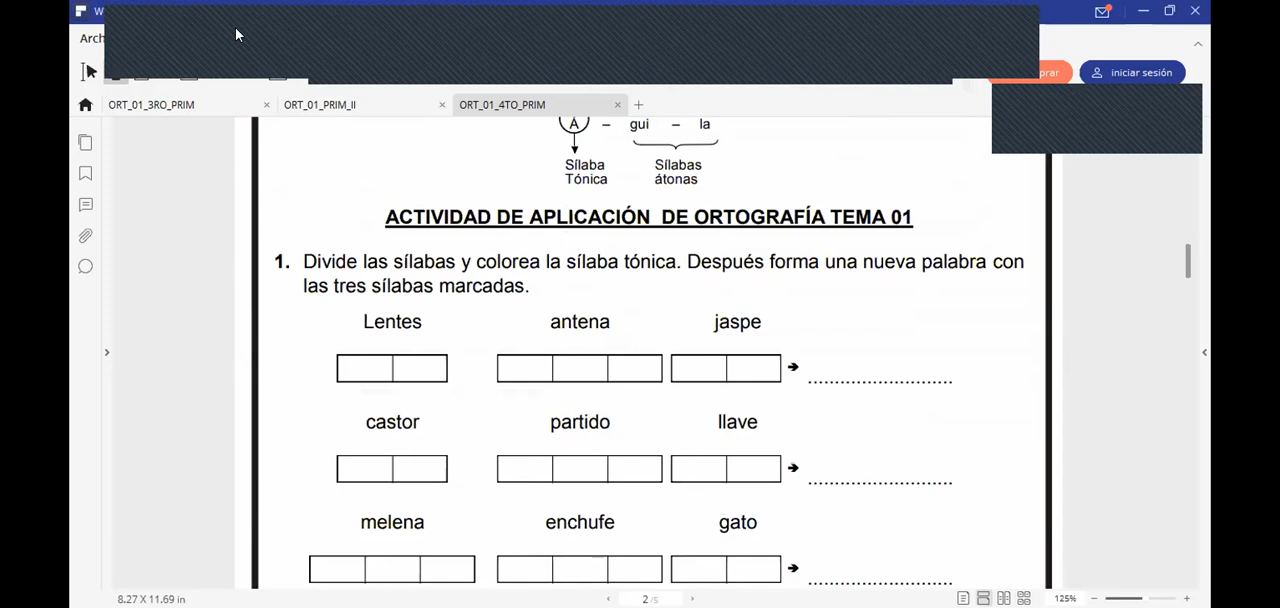 W
Arch
prar
iniciar sesión
ORT_01_3RO_PRIM
ORT_01_PRIM_II
ORT_01_4TO_PRIM
A – gui – la
Sílaba Sílabas
Tónica átonas
ACTIVIDAD DE APLICACIÓN DE ORTOGRAFÍA TEMA 01
1. Divide las sílabas y colorea la sílaba tónica. Después forma una nueva palabra con
las tres sílabas marcadas.
Lentes antena jaspe
castor partido llave
melena enchufe gato
8.27 x 11.69 in
2 /5
125%